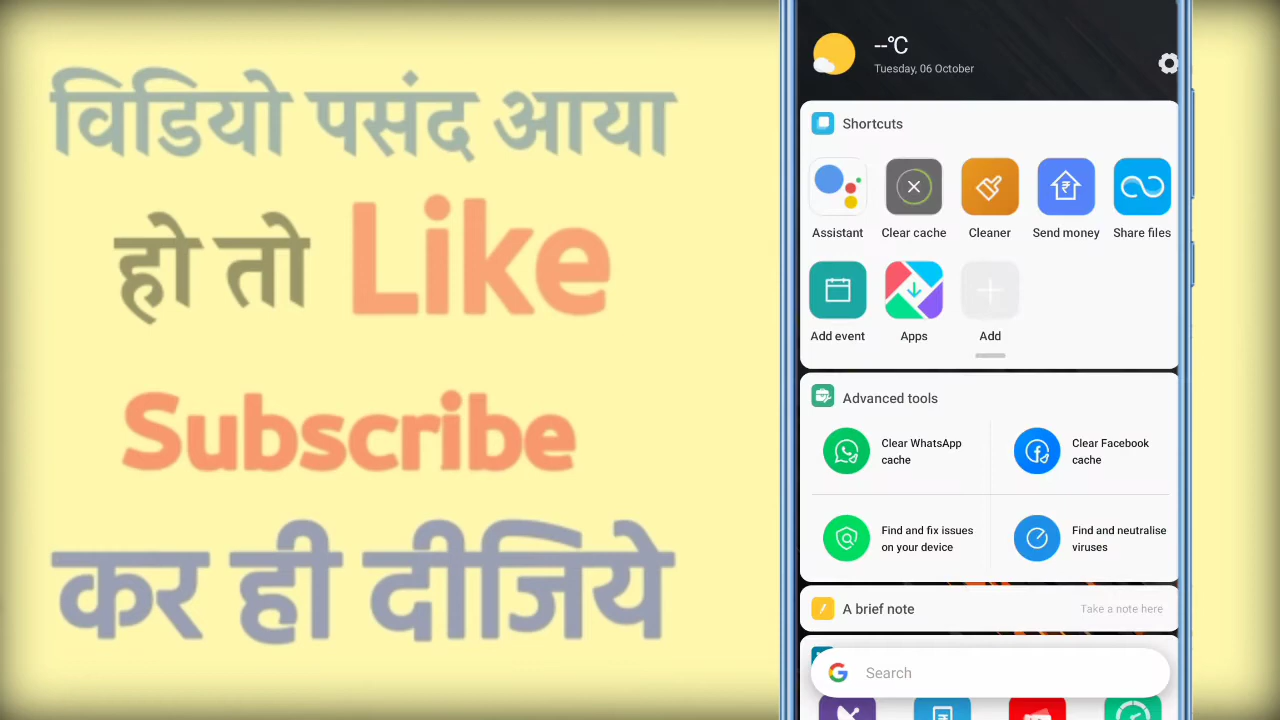 विडियो पसंद आया
हो तो Like
Subscribe
कर ही दीजिये
--°C
Tuesday, 06 October
Shortcuts
Assistant Clear cache Cleaner Send money Share files
Add event Apps Add
Advanced tools
Clear WhatsApp cache
Clear Facebook cache
Find and fix issues on your device
Find and neutralise viruses
A brief note Take a note here
Search